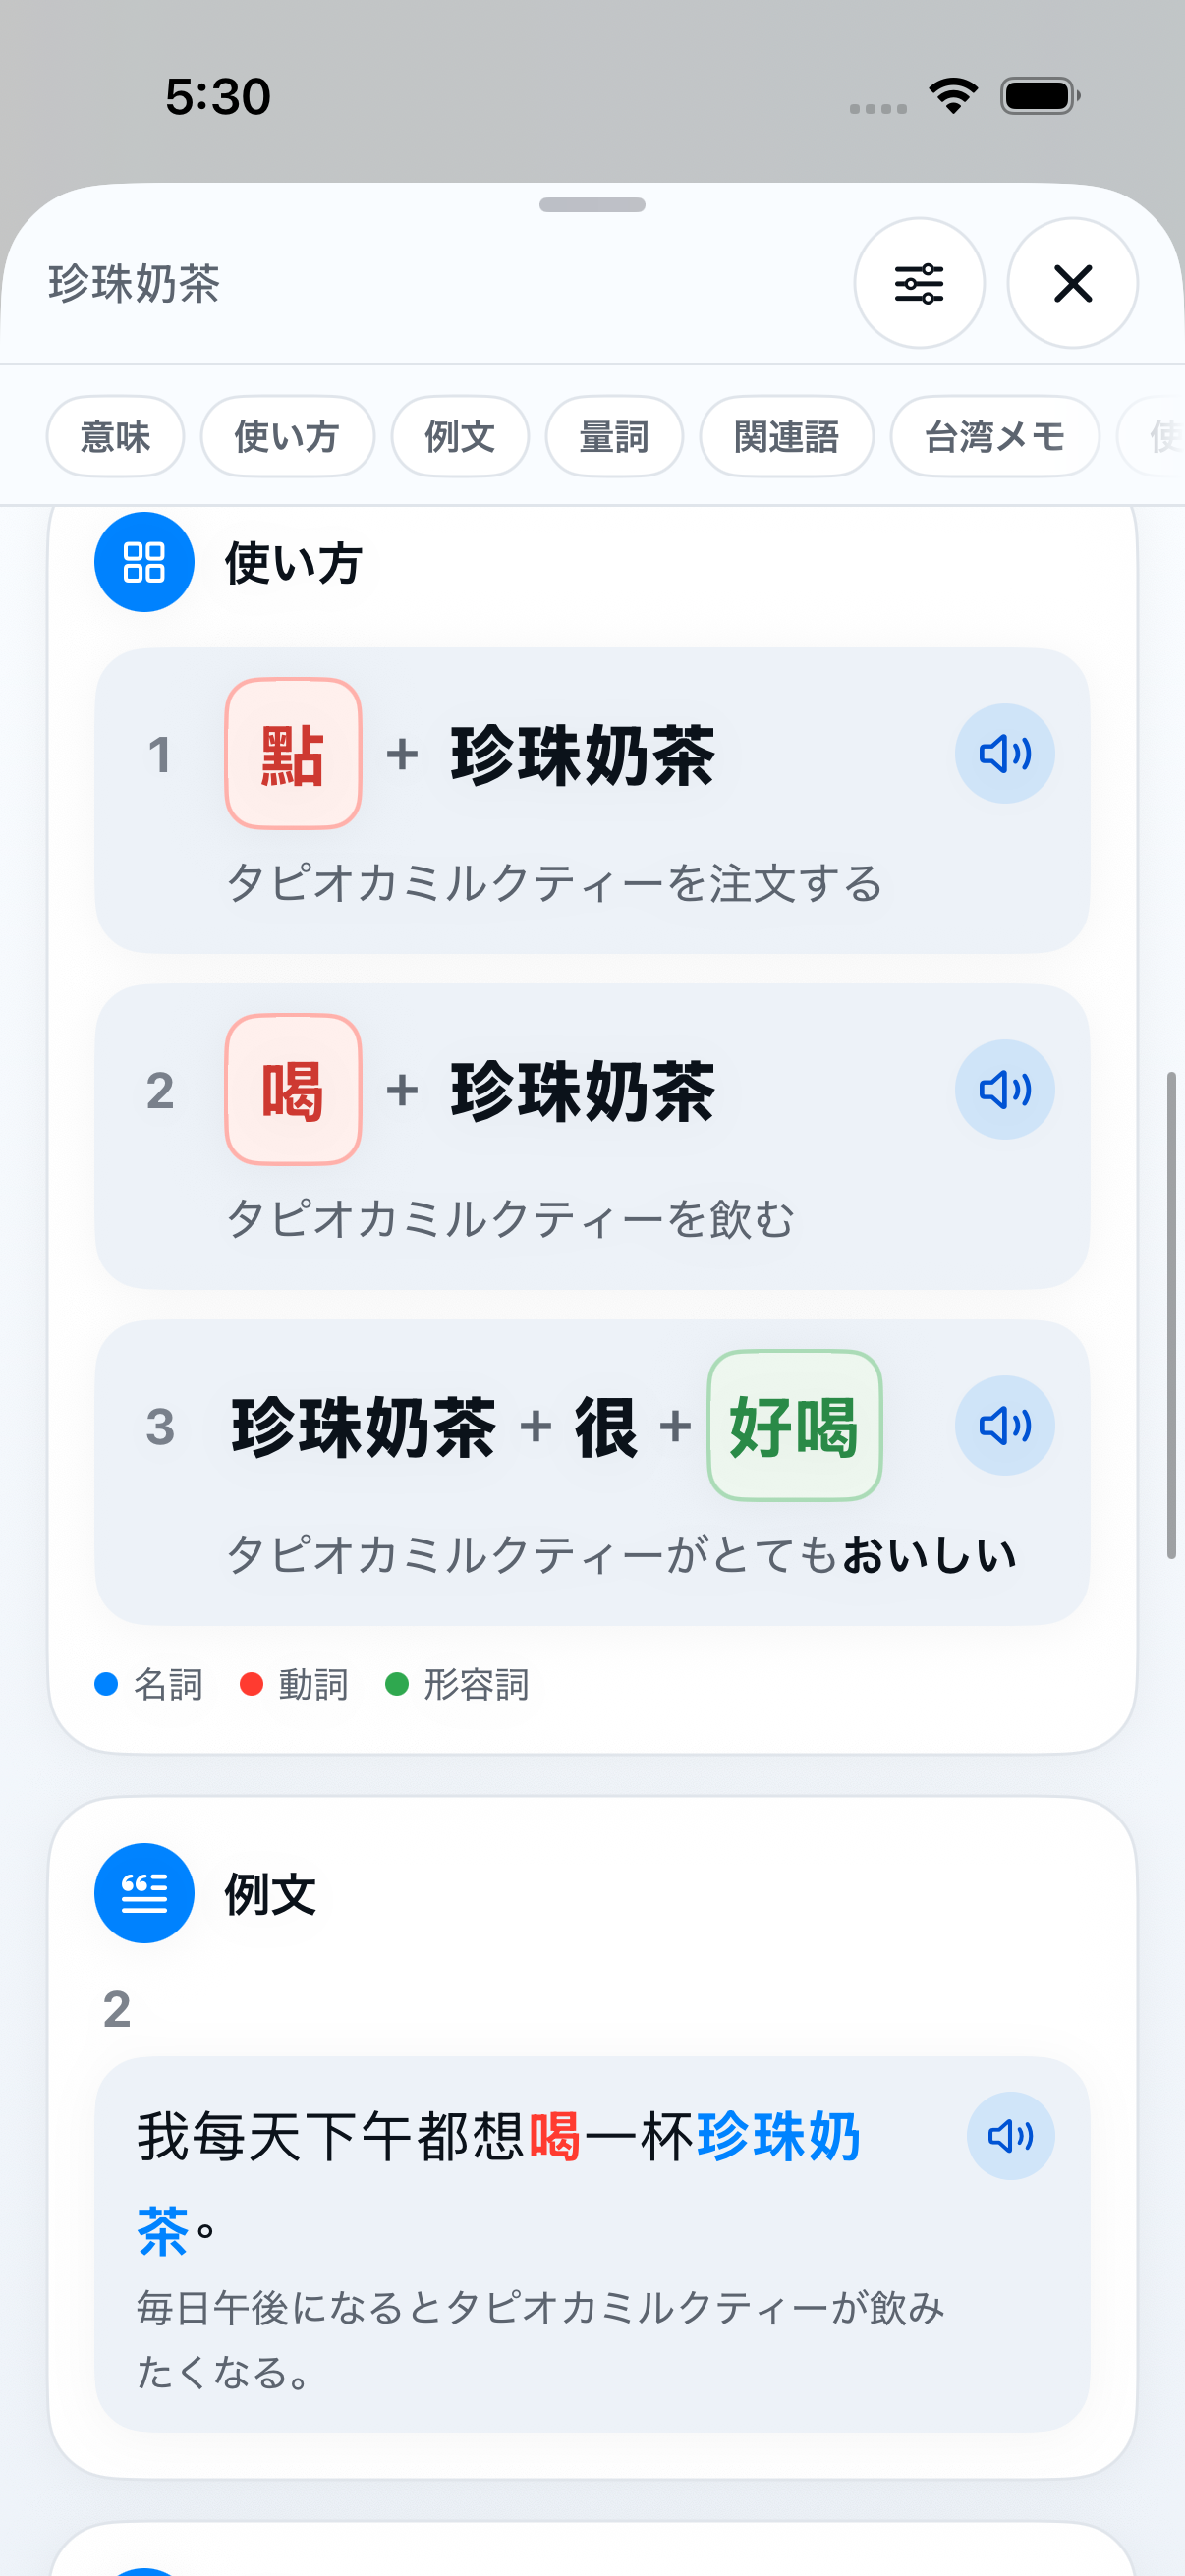 5:30
珍珠奶茶
意味 使い方 例文 量詞 関連語 台湾メモ 使
使い方
1 點 + 珍珠奶茶
タピオカミルクティーを注文する
2 喝 + 珍珠奶茶
タピオカミルクティーを飲む
3 珍珠奶茶 + 很 + 好喝
タピオカミルクティーがとてもおいしい
名詞 動詞 形容詞
例文
2
我每天下午都想喝一杯珍珠奶
茶。
毎日午後になるとタピオカミルクティーが飲み
たくなる。